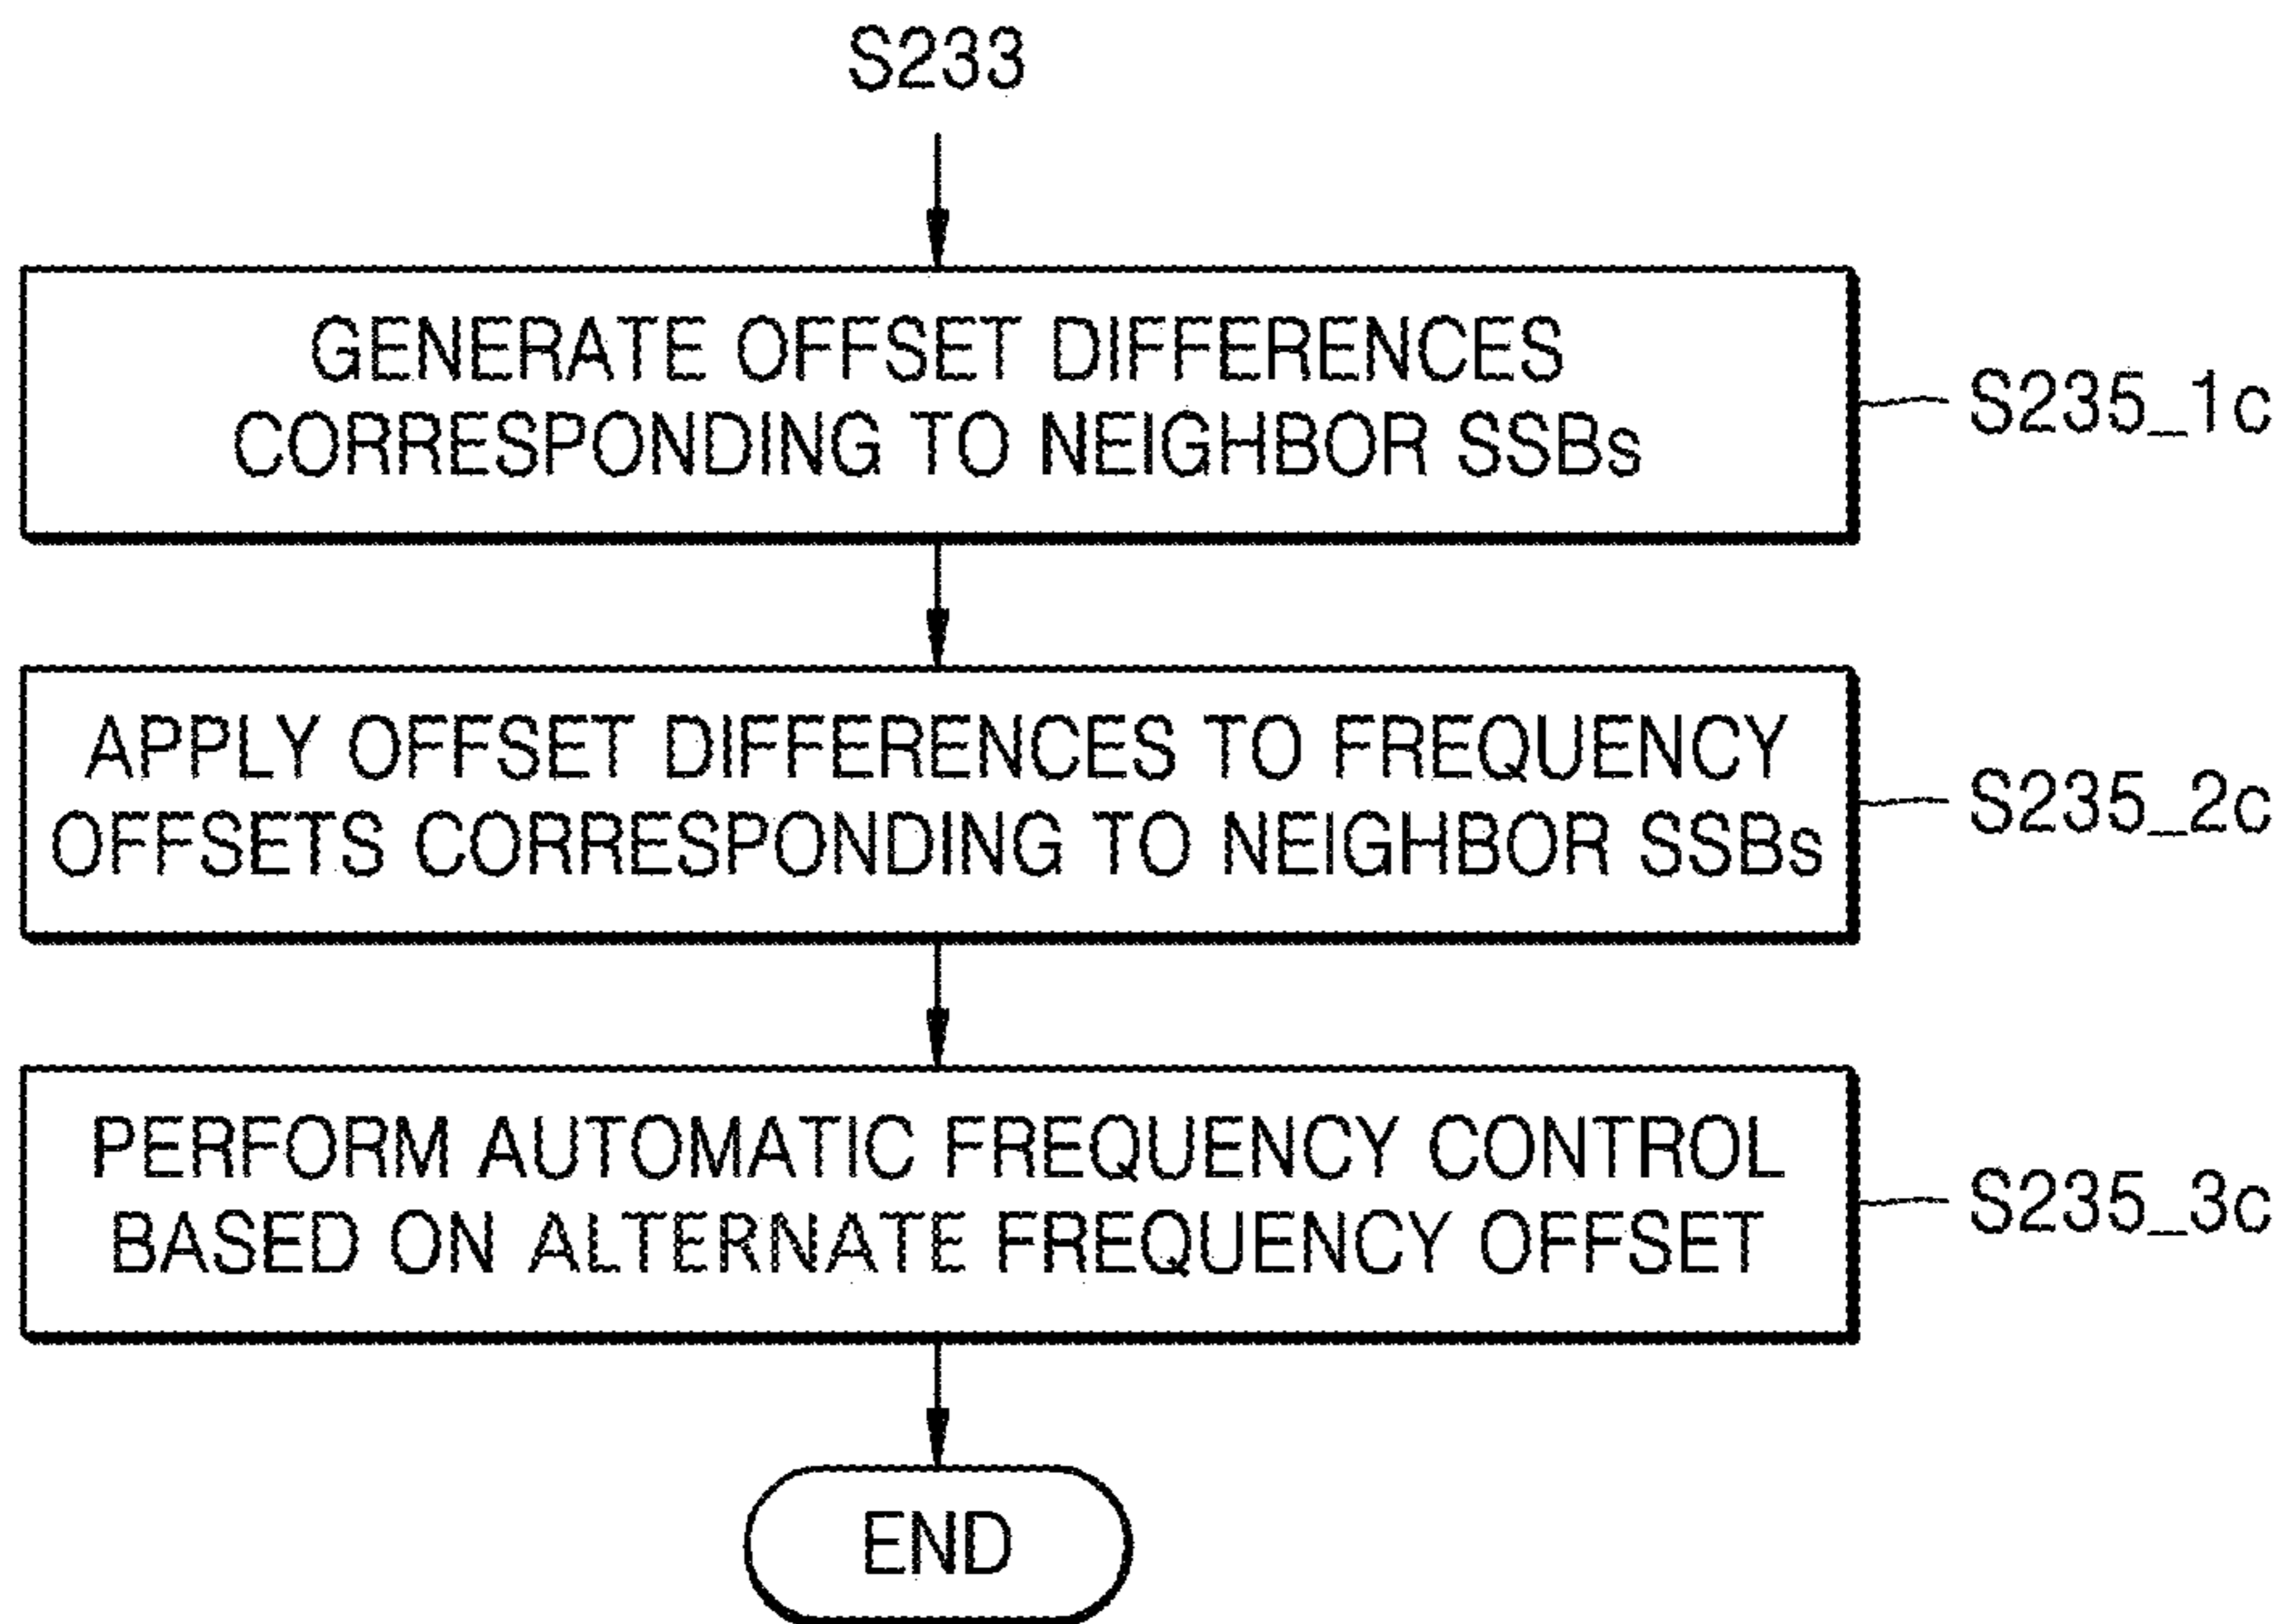 S233
GENERATE OFFSET DIFFERENCES
CORRESPONDING TO NEIGHBOR SSBs
S235_1c
APPLY OFFSET DIFFERENCES TO FREQUENCY
OFFSETS CORRESPONDING TO NEIGHBOR SSBs
S235_2c
PERFORM AUTOMATIC FREQUENCY CONTROL
BASED ON ALTERNATE FREQUENCY OFFSET
S235_3c
END